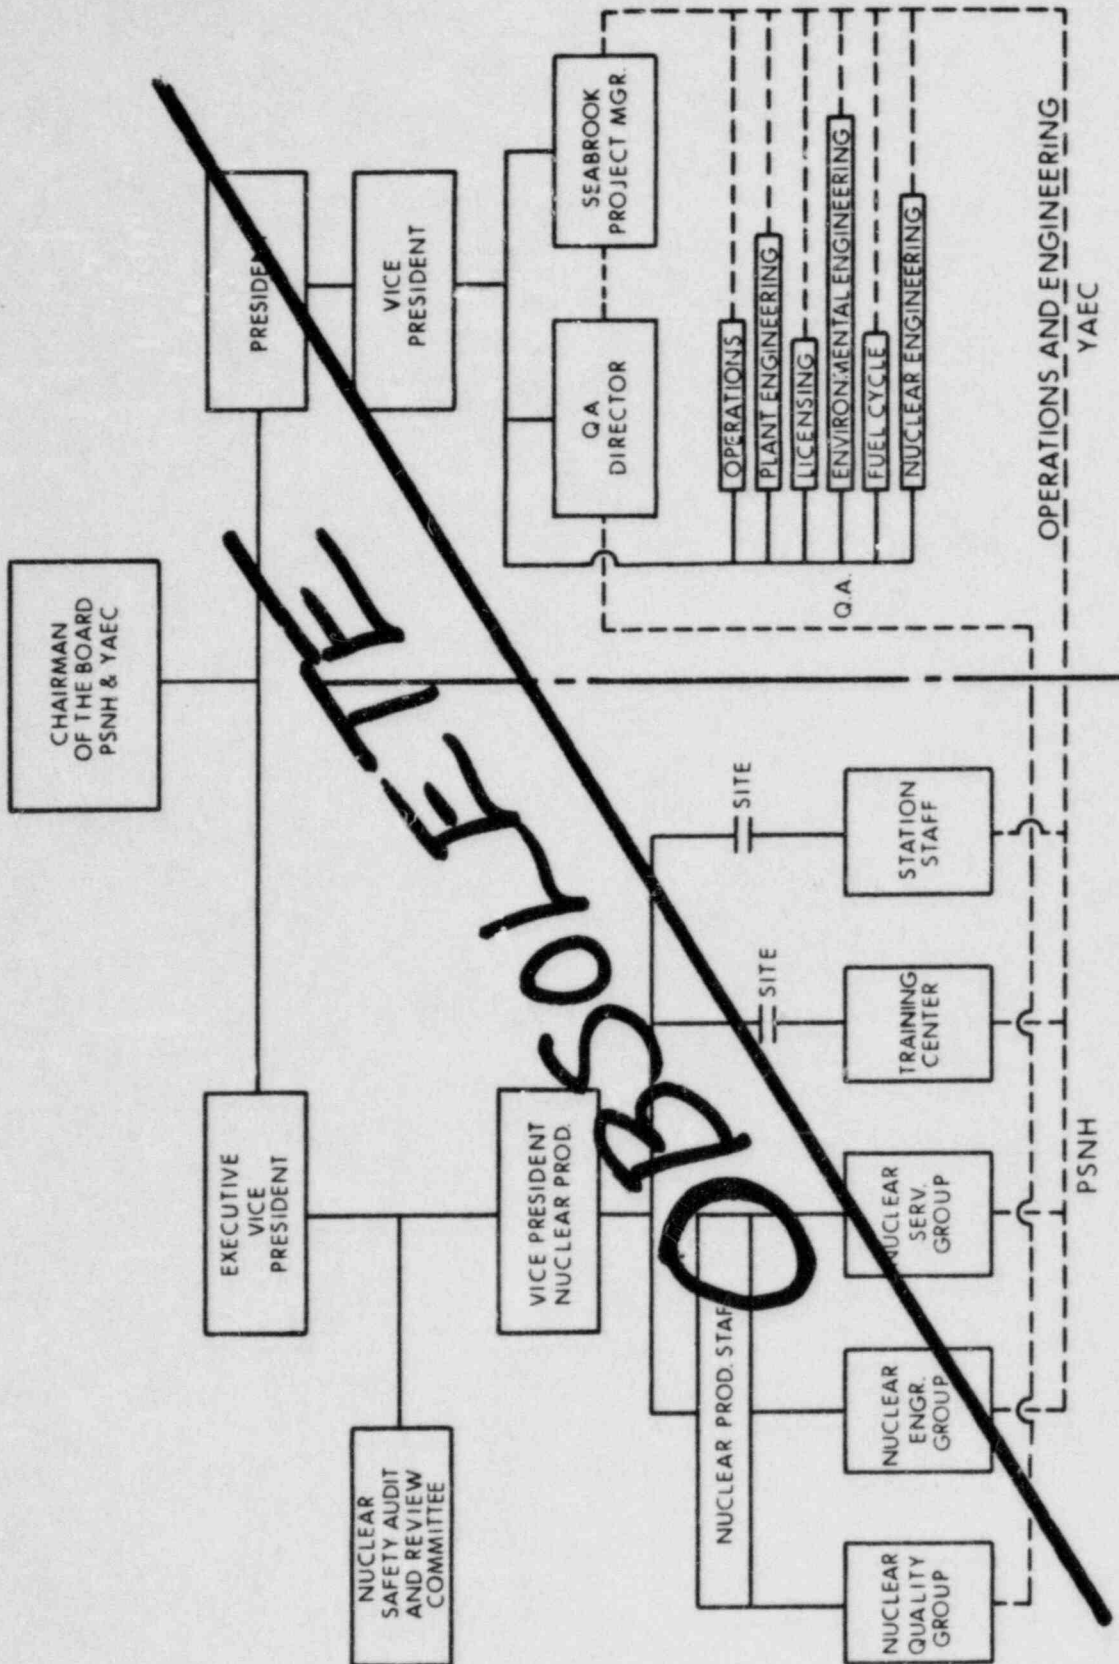 CHAIRMAN
OF THE BOARD
PSNH & YAEC
EXECUTIVE
VICE
PRESIDENT
PRESIDENT
NUCLEAR
SAFETY AUDIT
AND REVIEW
COMMITTEE
VICE
PRESIDENT
VICE PRESIDENT
NUCLEAR PROD.
QA
DIRECTOR
SEABROOK
PROJECT MGR.
OBSOLETE
NUCLEAR PROD. STAFF
SITE
SITE
OPERATIONS
PLANT ENGINEERING
LICENSING
ENVIRONMENTAL ENGINEERING
FUEL CYCLE
NUCLEAR ENGINEERING
Q.A.
NUCLEAR
QUALITY
GROUP
NUCLEAR
ENGR.
GROUP
NUCLEAR
SERV.
GROUP
TRAINING
CENTER
STATION
STAFF
OPERATIONS AND ENGINEERING
PSNH
YAEC